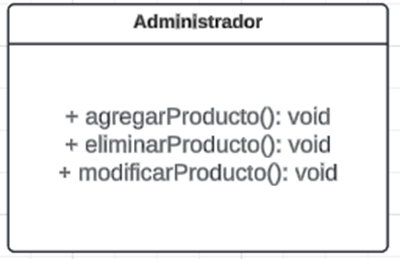 Administrador
+ agregarProducto(): void
+ eliminarProducto(): void
+ modificarProducto(): void